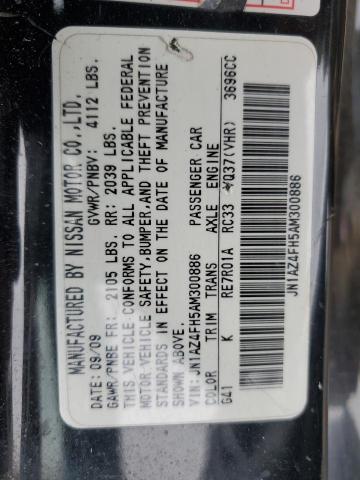 MANUFACTURED BY NISSAN MOTOR CO.,LTD.
DATE: 09/09 GVWR/PNBV: 4112 LBS.
GAWR/PNBE FR: 2105 LBS. RR: 2039 LBS.
THIS VEHICLE CONFORMS TO ALL APPLICABLE FEDERAL
MOTOR VEHICLE SAFETY,BUMPER,AND THEFT PREVENTION
STANDARDS IN EFFECT ON THE DATE OF MANUFACTURE
SHOWN ABOVE.
VIN: JN1AZ4FH5AM300886 PASSENGER CAR
COLOR TRIM TRANS AXLE ENGINE
G41 K RE7R01A RC33 VQ37(VHR) 3696CC
JN1AZ4FH5AM300886